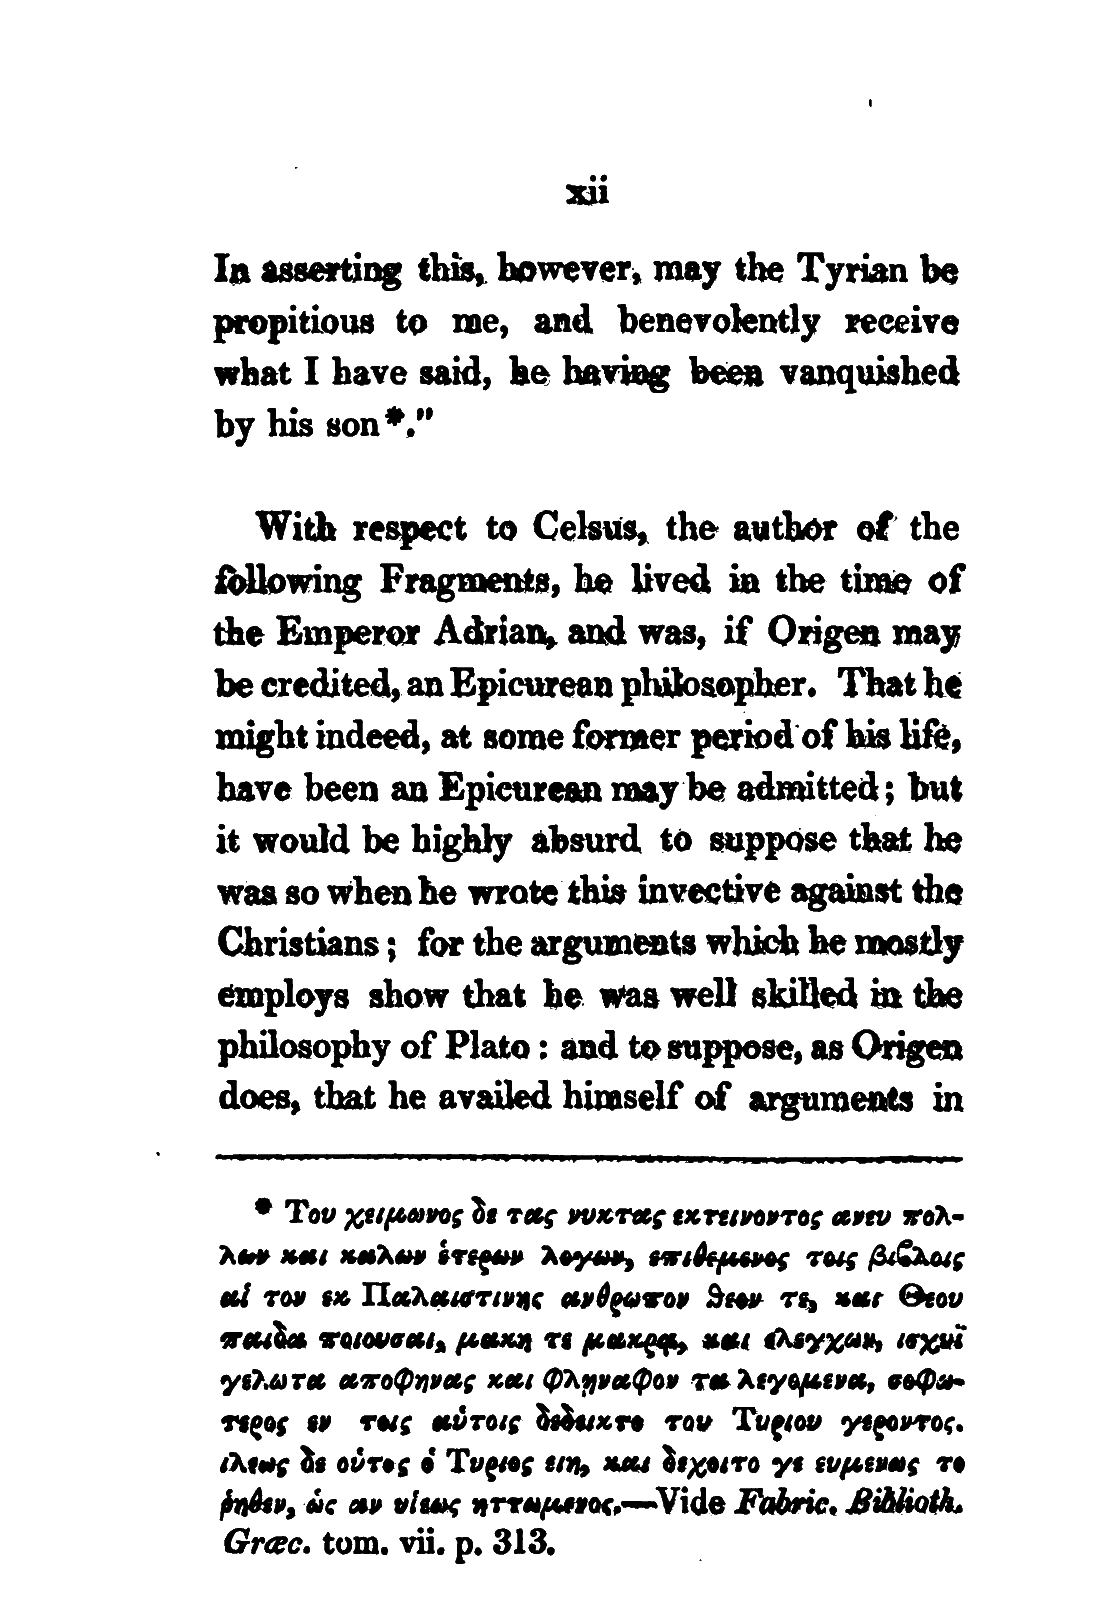 xii
In asserting this, however, may the Tyrian be
propitious to me, and benevolently receive
what I have said, he having been vanquished
by his son*."
With respect to Celsus, the author of the
following Fragments, he lived in the time of
the Emperor Adrian, and was, if Origen may
be credited, an Epicurean philosopher. That he
might indeed, at some former period of his life,
have been an Epicurean may be admitted; but
it would be highly absurd to suppose that he
was so when he wrote this invective against the
Christians; for the arguments which he mostly
employs show that he was well skilled in the
philosophy of Plato: and to suppose, as Origen
does, that he availed himself of arguments in
* Του χειμωνος δε τας νυκτας εκτεινοντος ανευ πολ-
λων και καλων ἑτερων λογων, επιθεμενος τοις βιϐλοις
αἱ τον εκ Παλαιστινης ανθρωπον θεον τε, και Θεου
παιδα ποιουσαι, μακη τε μακρᾳ, και ελεγχων, ισχυϊ
γελωτα αποφηνας και φληναφον τα λεγομενα, σοφω-
τερος εν τοις αὑτοις δεδεικτο του Τυριου γεροντος.
ιλεως δε οὑτος ὁ Τυριος ειη, και δεχοιτο γε ευμενως το
ῥηθεν, ὡς αν υἱεως ηττωμενος.—Vide Fabric. Biblioth.
Græc. tom. vii. p. 313.